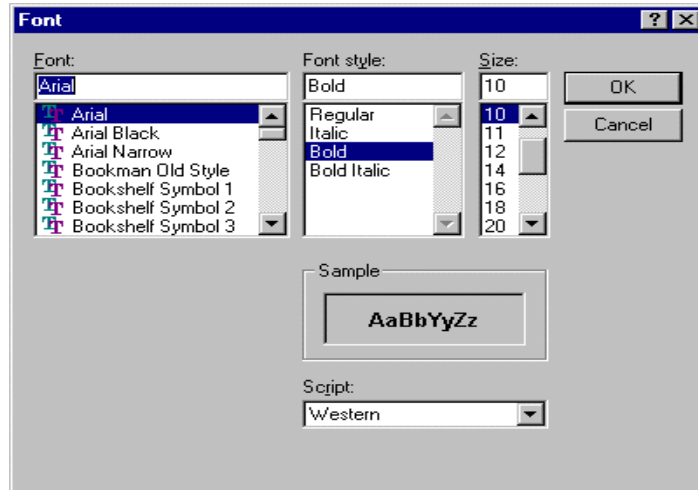 Font
Font:
Arial
Arial
Arial Black
Arial Narrow
Bookman Old Style
Bookshelf Symbol 1
Bookshelf Symbol 2
Bookshelf Symbol 3
Font style:
Bold
Regular
Italic
Bold
Bold Italic
Size:
10
10
11
12
14
16
18
20
OK
Cancel
Sample
AaBbYyZz
Script:
Western